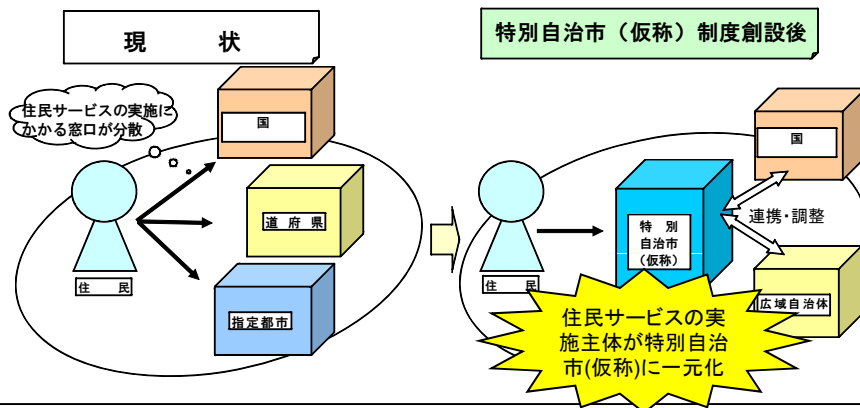 現　　状
住民サービスの実施に
かかる窓口が分散
国
道府県
指定都市
住　民
特別自治市（仮称）制度創設後
国
特　別
自治市
（仮称）
連携・調整
広域自治体
住　民
住民サービスの実
施主体が特別自治
市(仮称)に一元化